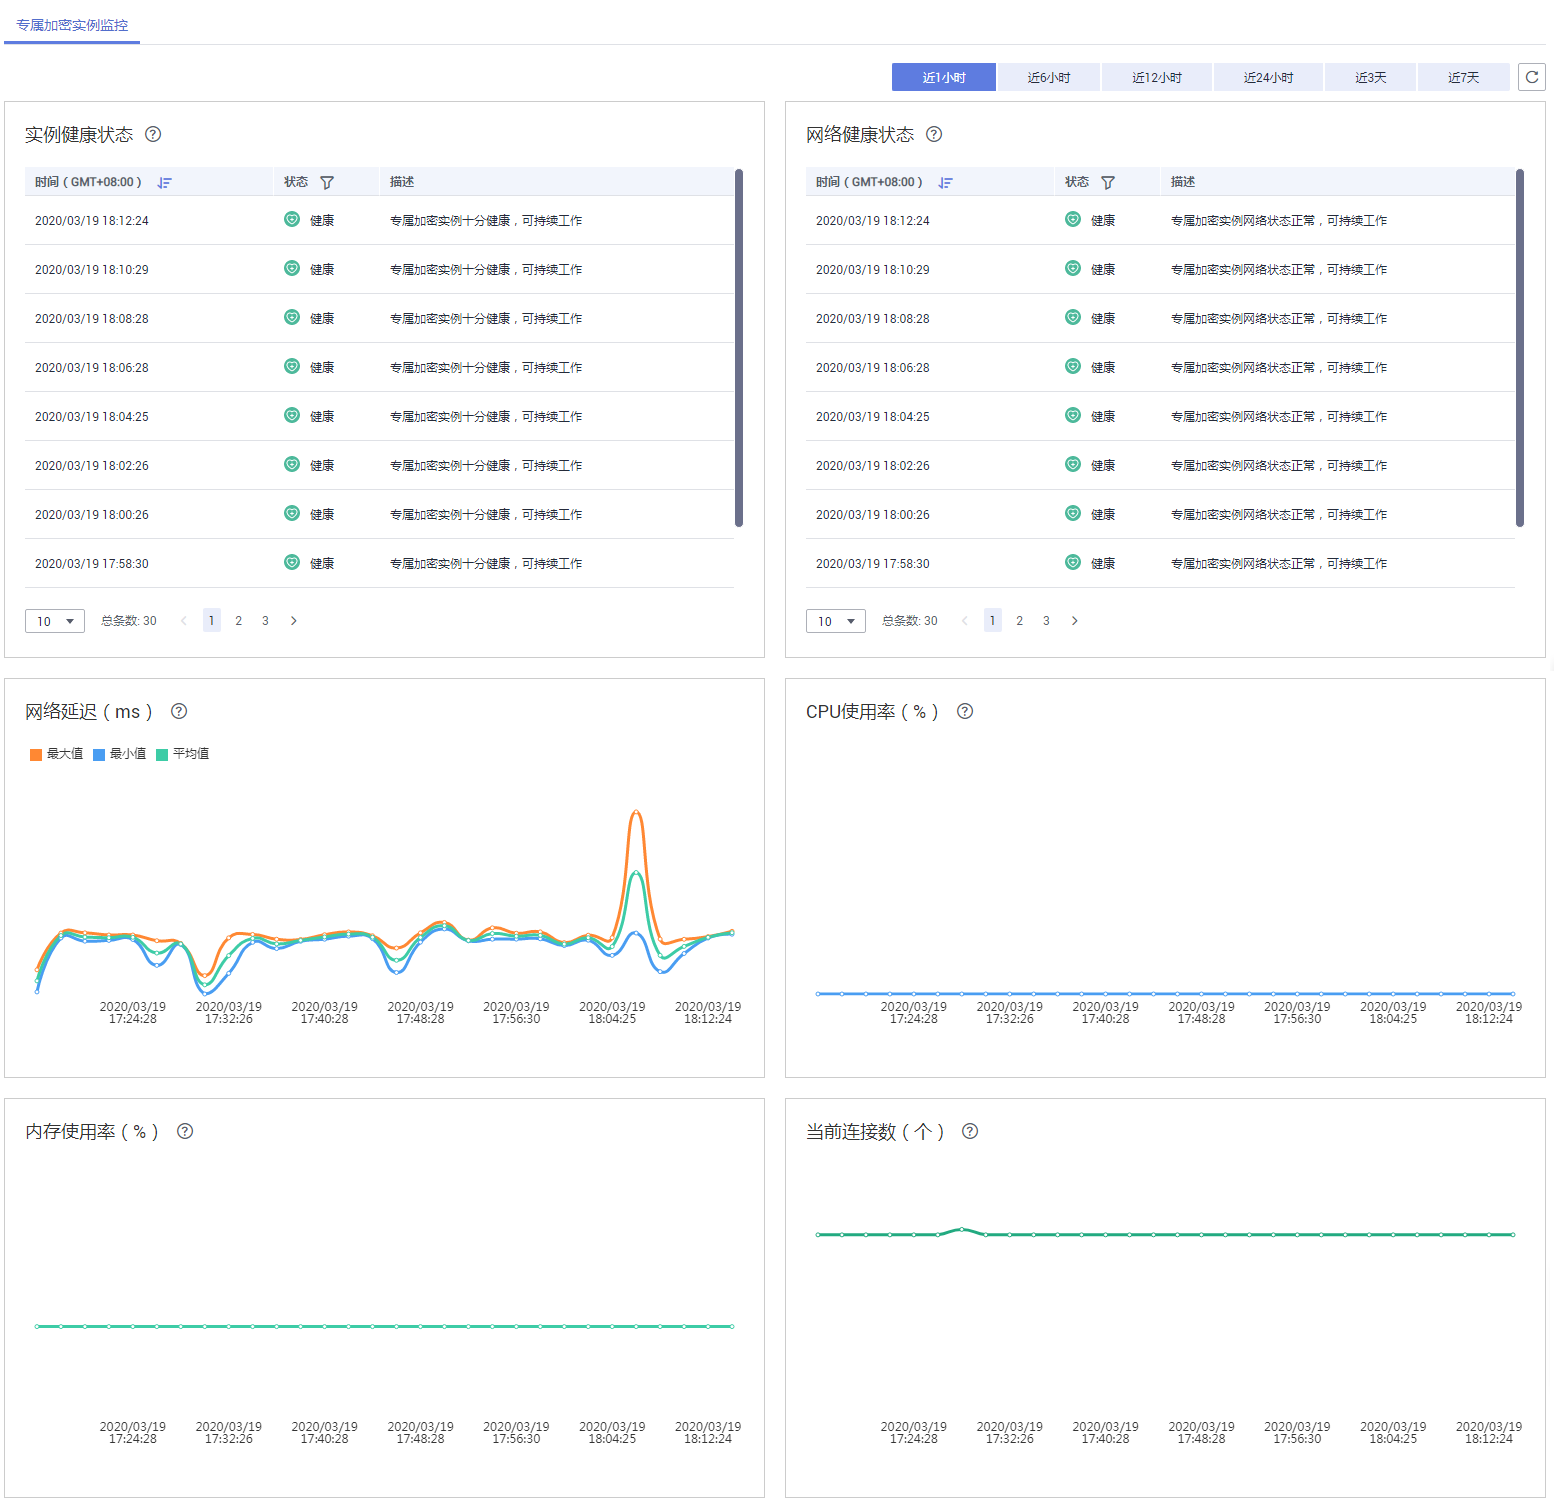 专属加密实例监控
近1小时 近6小时 近12小时 近24小时 近3天 近7天
实例健康状态
时间（GMT+08:00） 状态 描述
2020/03/19 18:12:24 健康 专属加密实例十分健康，可持续工作
2020/03/19 18:10:29 健康 专属加密实例十分健康，可持续工作
2020/03/19 18:08:28 健康 专属加密实例十分健康，可持续工作
2020/03/19 18:06:28 健康 专属加密实例十分健康，可持续工作
2020/03/19 18:04:25 健康 专属加密实例十分健康，可持续工作
2020/03/19 18:02:26 健康 专属加密实例十分健康，可持续工作
2020/03/19 18:00:26 健康 专属加密实例十分健康，可持续工作
2020/03/19 17:58:30 健康 专属加密实例十分健康，可持续工作
10 总条数: 30 1 2 3
网络健康状态
时间（GMT+08:00） 状态 描述
2020/03/19 18:12:24 健康 专属加密实例网络状态正常，可持续工作
2020/03/19 18:10:29 健康 专属加密实例网络状态正常，可持续工作
2020/03/19 18:08:28 健康 专属加密实例网络状态正常，可持续工作
2020/03/19 18:06:28 健康 专属加密实例网络状态正常，可持续工作
2020/03/19 18:04:25 健康 专属加密实例网络状态正常，可持续工作
2020/03/19 18:02:26 健康 专属加密实例网络状态正常，可持续工作
2020/03/19 18:00:26 健康 专属加密实例网络状态正常，可持续工作
2020/03/19 17:58:30 健康 专属加密实例网络状态正常，可持续工作
10 总条数: 30 1 2 3
网络延迟（ms）
最大值 最小值 平均值
2020/03/19 2020/03/19 2020/03/19 2020/03/19 2020/03/19 2020/03/19 2020/03/19
17:24:28 17:32:26 17:40:28 17:48:28 17:56:30 18:04:25 18:12:24
CPU使用率（%）
2020/03/19 2020/03/19 2020/03/19 2020/03/19 2020/03/19 2020/03/19 2020/03/19
17:24:28 17:32:26 17:40:28 17:48:28 17:56:30 18:04:25 18:12:24
内存使用率（%）
2020/03/19 2020/03/19 2020/03/19 2020/03/19 2020/03/19 2020/03/19 2020/03/19
17:24:28 17:32:26 17:40:28 17:48:28 17:56:30 18:04:25 18:12:24
当前连接数（个）
2020/03/19 2020/03/19 2020/03/19 2020/03/19 2020/03/19 2020/03/19 2020/03/19
17:24:28 17:32:26 17:40:28 17:48:28 17:56:30 18:04:25 18:12:24